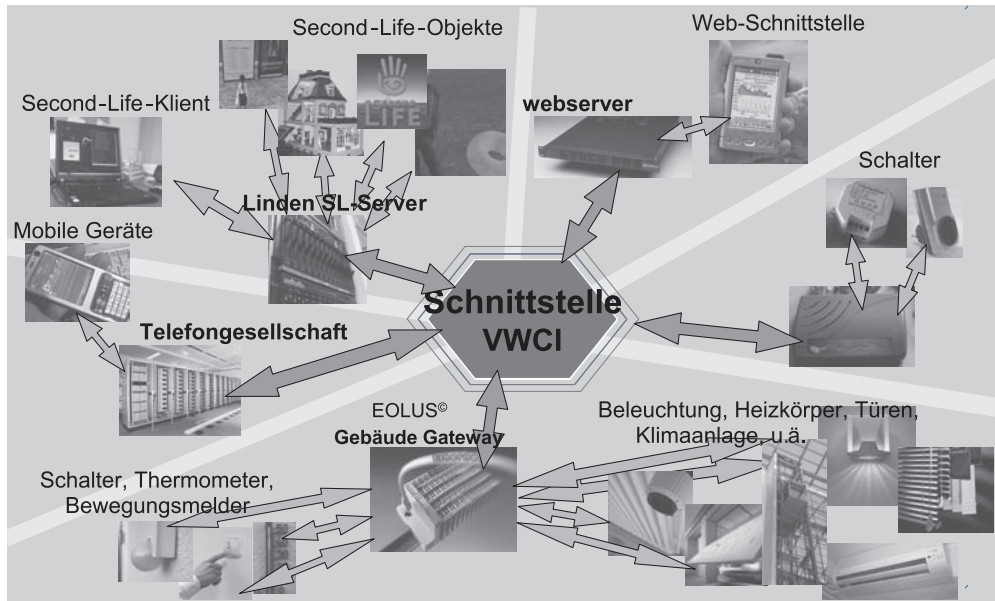 Second-Life-Objekte
Web-Schnittstelle
Second-Life-Klient
LIFE
webserver
Schalter
Linden SL-Server
Mobile Geräte
Schnittstelle
VWCI
Telefongesellschaft
EOLUS©
Gebäude Gateway
Beleuchtung, Heizkörper, Türen,
Klimaanlage, u.ä.
Schalter, Thermometer,
Bewegungsmelder